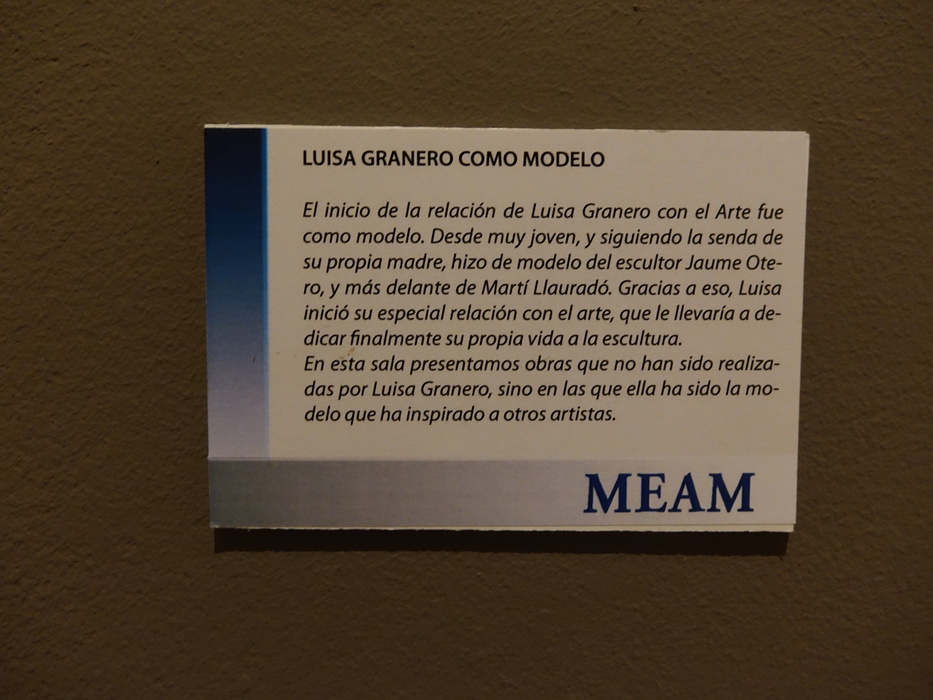 LUISA GRANERO COMO MODELO
El inicio de la relación de Luisa Granero con el Arte fue
como modelo. Desde muy joven, y siguiendo la senda de
su propia madre, hizo de modelo del escultor Jaume Ote-
ro, y más delante de Martí Llauradó. Gracias a eso, Luisa
inició su especial relación con el arte, que le llevaría a de-
dicar finalmente su propia vida a la escultura.
En esta sala presentamos obras que no han sido realiza-
das por Luisa Granero, sino en las que ella ha sido la mo-
delo que ha inspirado a otros artistas.
MEAM